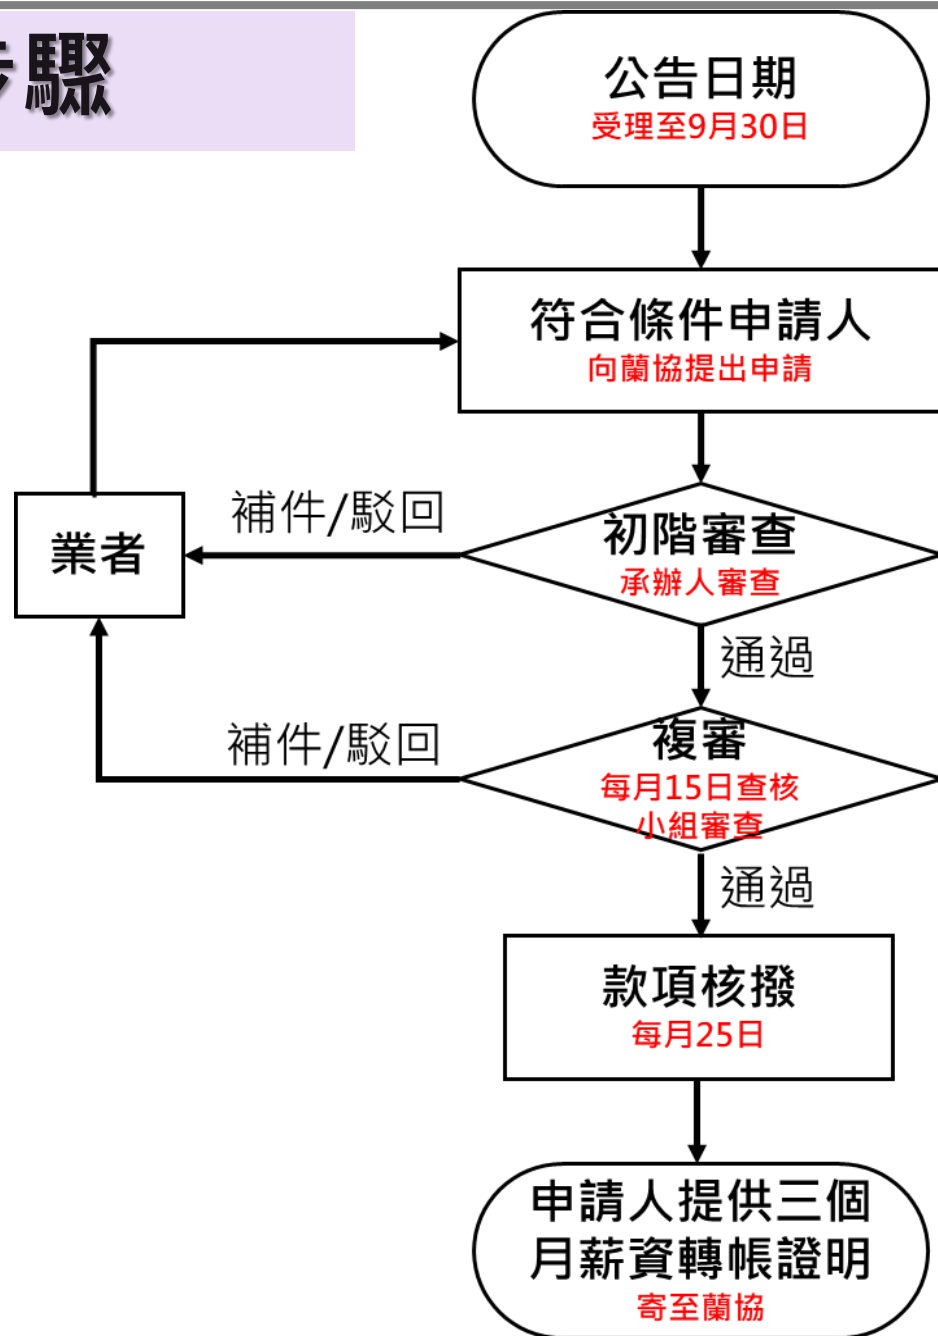 驟
公告日期
受理至9月30日
符合條件申請人
向蘭協提出申請
補件/駁回
業者
初階審查
承辦人審查
通過
補件/駁回
複審
每月15日查核
小組審查
通過
款項核撥
每月25日
申請人提供三個
月薪資轉帳證明
寄至蘭協